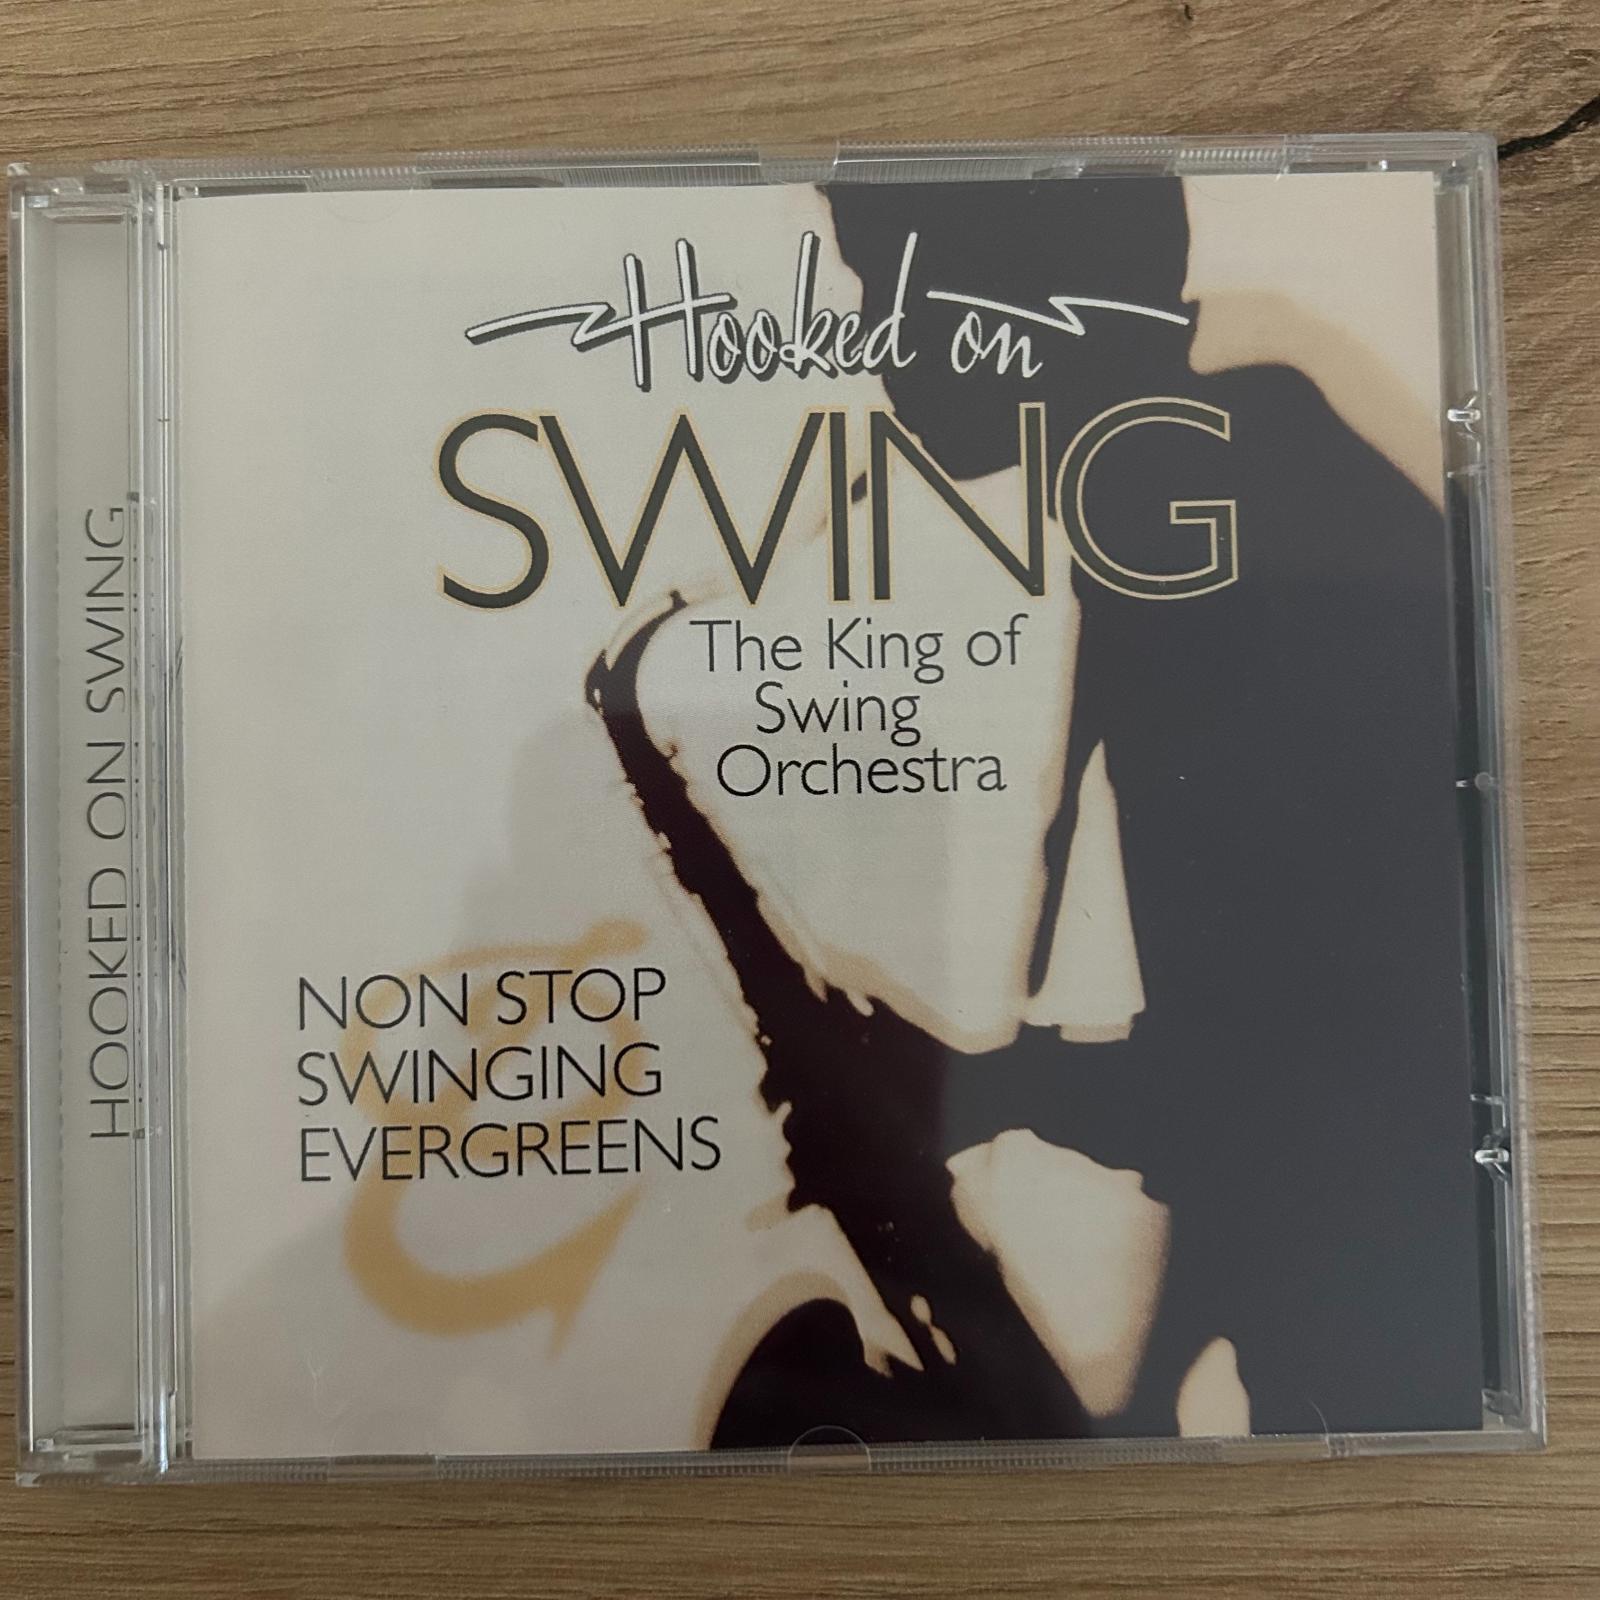 HOOKED ON SWING
Hooked on
SWING
The King of
Swing
Orchestra
NON STOP
SWINGING
EVERGREENS